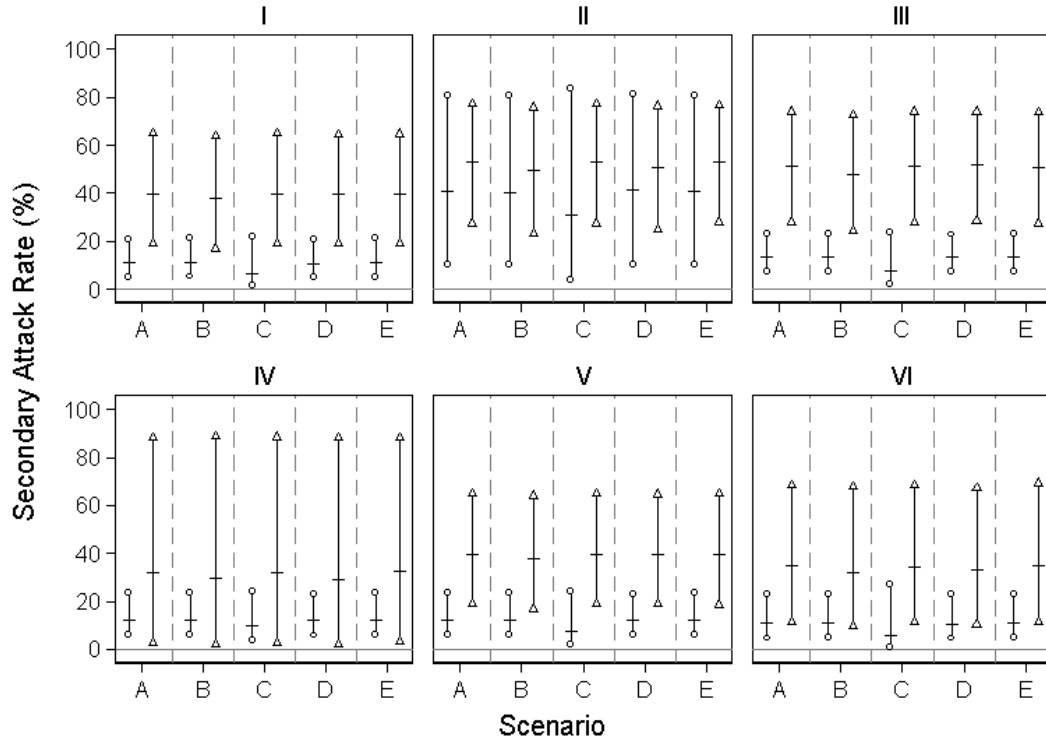 I II III
Secondary Attack Rate (%)
100
80
60
40
20
0
A B C D E A B C D E A B C D E
IV V VI
100
80
60
40
20
0
A B C D E A B C D E A B C D E
Scenario